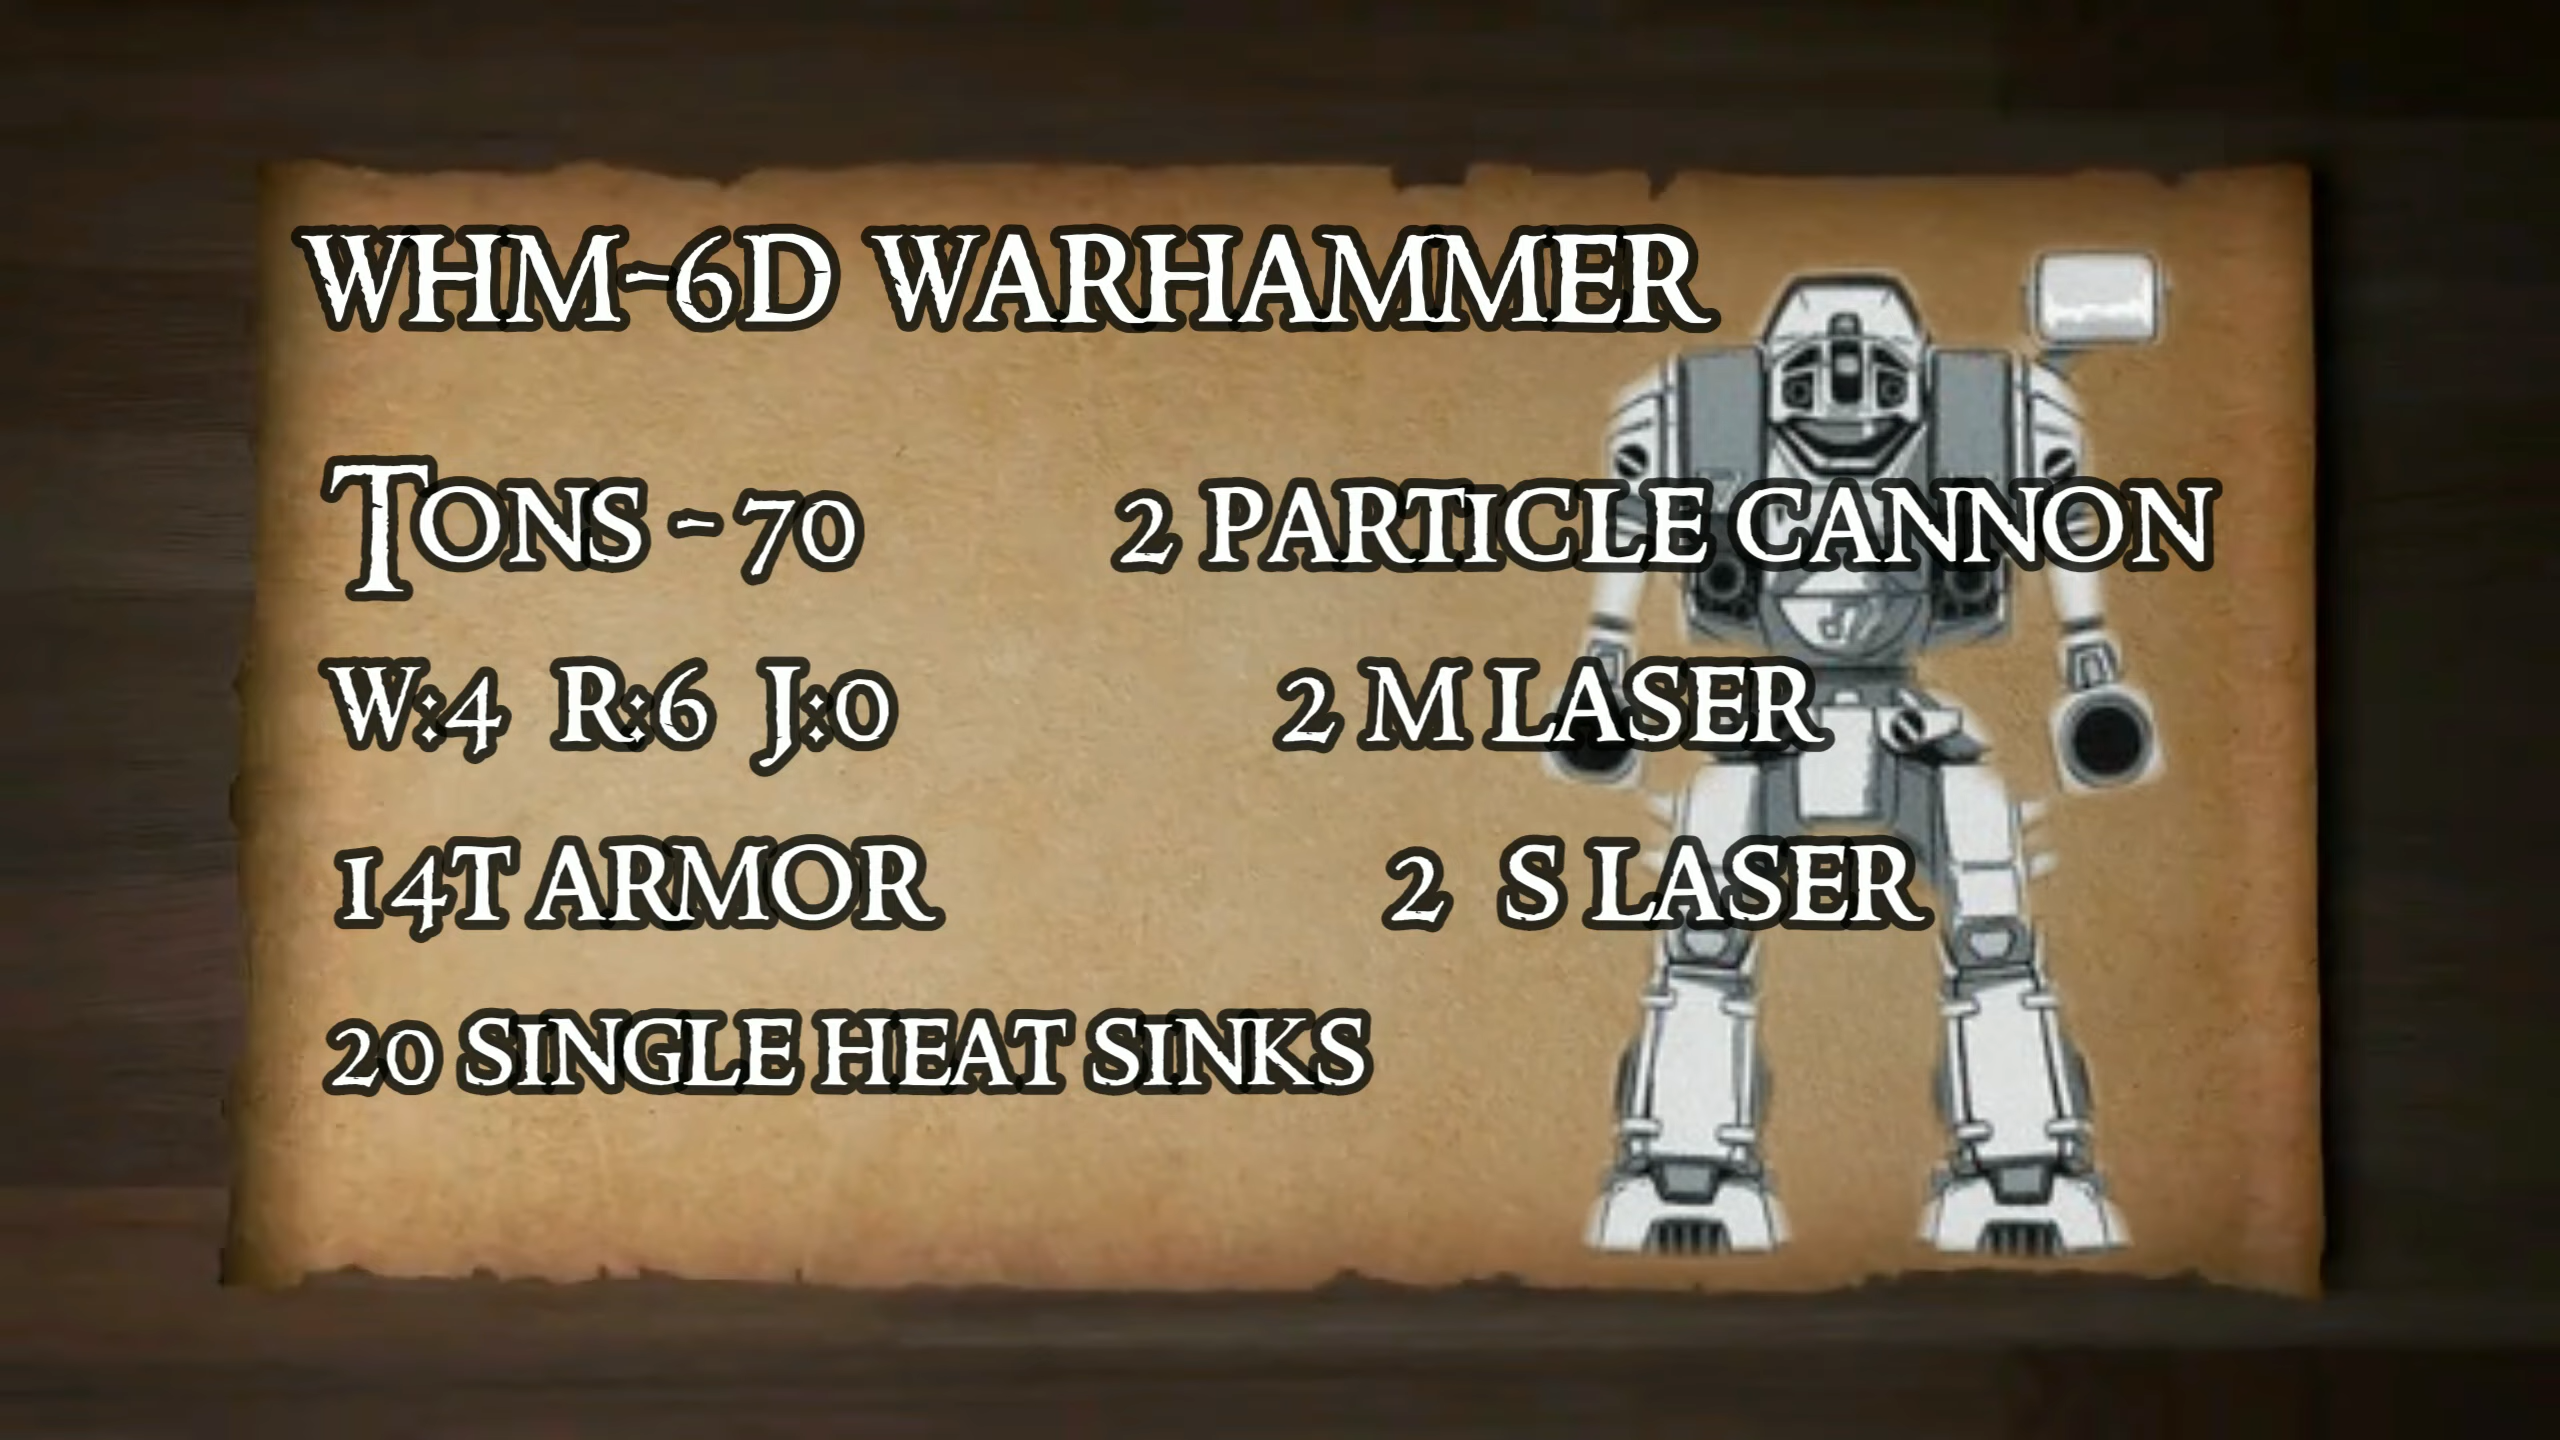 WHM-6D WARHAMMER
TONS - 70
2 PARTICLE CANNON
W:4 R:6 J:0
2 M LASER
14T ARMOR
2 S LASER
20 SINGLE HEAT SINKS